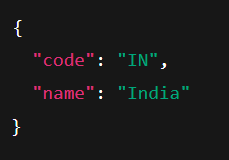 {
  "code": "IN",
  "name": "India"
}